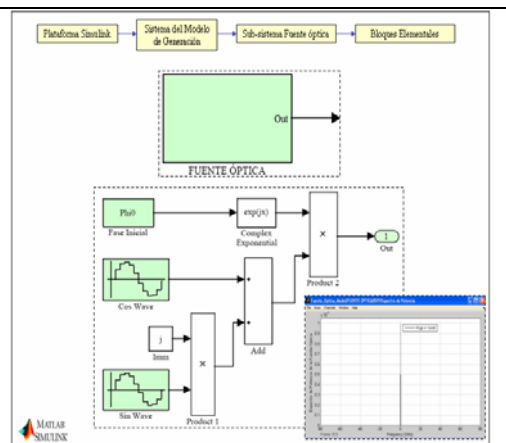 Plataforma Simulink
Sistema del Modelo
de Generación
Sub-sistema Fuente óptica
Bloques Elementales
Out
FUENTE ÓPTICA
Phi0
Fase Inicial
exp(jx)
Complex
Exponential
×
Product 2
1
Out
Cos Wave
+
+
Add
j
Imm
×
Product 1
Sin Wave
MATLAB
SIMULINK